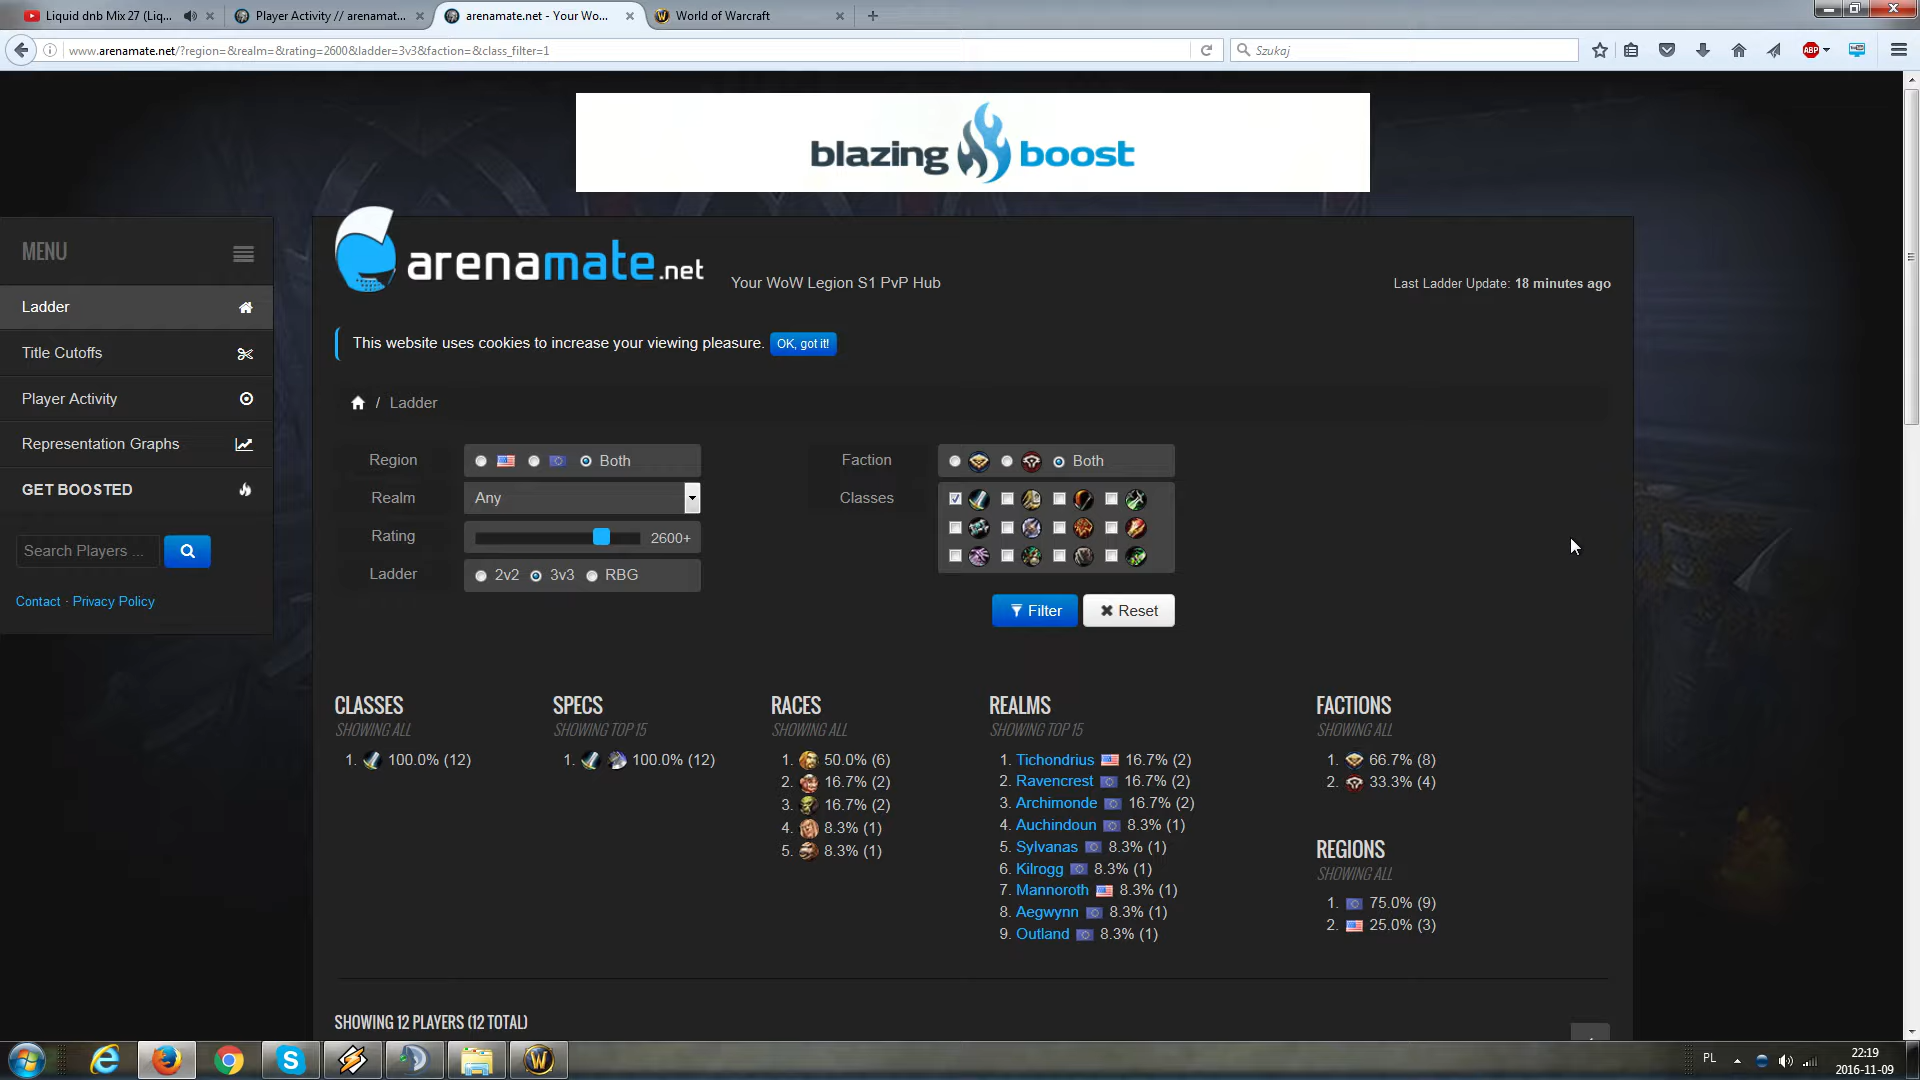 Liquid dnb Mix 27 (Liq...
Player Activity // arenamat...
arenamate.net - Your Wo...
World of Warcraft
www.arenamate.net/?region=&realm=&rating=2600&ladder=3v3&faction=&class_filter=1
Szukaj
ABP
blazing boost
MENU
Ladder
Title Cutoffs
Player Activity
Representation Graphs
GET BOOSTED
Search Players ...
Contact · Privacy Policy
arenamate.net
Your WoW Legion S1 PvP Hub
Last Ladder Update: 18 minutes ago
This website uses cookies to increase your viewing pleasure. OK, got it!
/ Ladder
Region Both
Realm Any
Rating 2600+
Ladder 2v2 3v3 RBG
Faction Both
Classes
Filter Reset
CLASSES
SHOWING ALL
1. 100.0% (12)
SPECS
SHOWING TOP 15
1. 100.0% (12)
RACES
SHOWING ALL
1. 50.0% (6)
2. 16.7% (2)
3. 16.7% (2)
4. 8.3% (1)
5. 8.3% (1)
REALMS
SHOWING TOP 15
1. Tichondrius 16.7% (2)
2. Ravencrest 16.7% (2)
3. Archimonde 16.7% (2)
4. Auchindoun 8.3% (1)
5. Sylvanas 8.3% (1)
6. Kilrogg 8.3% (1)
7. Mannoroth 8.3% (1)
8. Aegwynn 8.3% (1)
9. Outland 8.3% (1)
FACTIONS
SHOWING ALL
1. 66.7% (8)
2. 33.3% (4)
REGIONS
SHOWING ALL
1. 75.0% (9)
2. 25.0% (3)
SHOWING 12 PLAYERS (12 TOTAL)
PL
22:19
2016-11-09